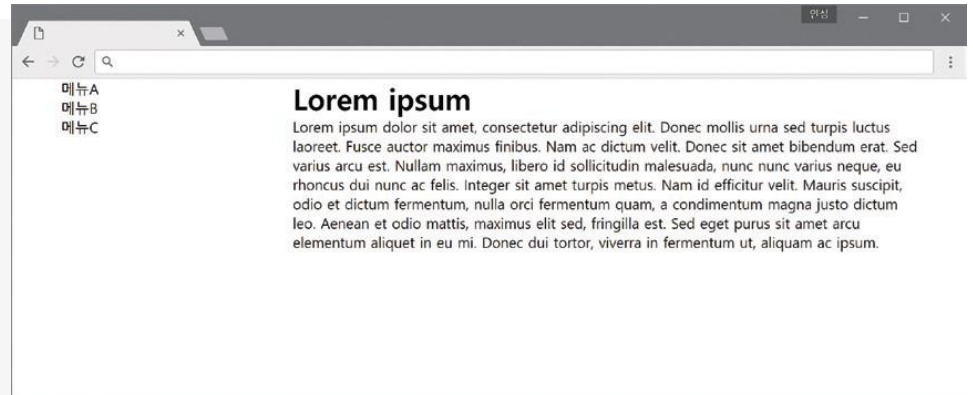 인싱
메뉴A
메뉴B
메뉴C
Lorem ipsum
Lorem ipsum dolor sit amet, consectetur adipiscing elit. Donec mollis urna sed turpis luctus
laoreet. Fusce auctor maximus finibus. Nam ac dictum velit. Donec sit amet bibendum erat. Sed
varius arcu est. Nullam maximus, libero id sollicitudin malesuada, nunc nunc varius neque, eu
rhoncus dui nunc ac felis. Integer sit amet turpis metus. Nam id efficitur velit. Mauris suscipit,
odio et dictum fermentum, nulla orci fermentum quam, a condimentum magna justo dictum
leo. Aenean et odio mattis, maximus elit sed, fringilla est. Sed eget purus sit amet arcu
elementum aliquet in eu mi. Donec dui tortor, viverra in fermentum ut, aliquam ac ipsum.